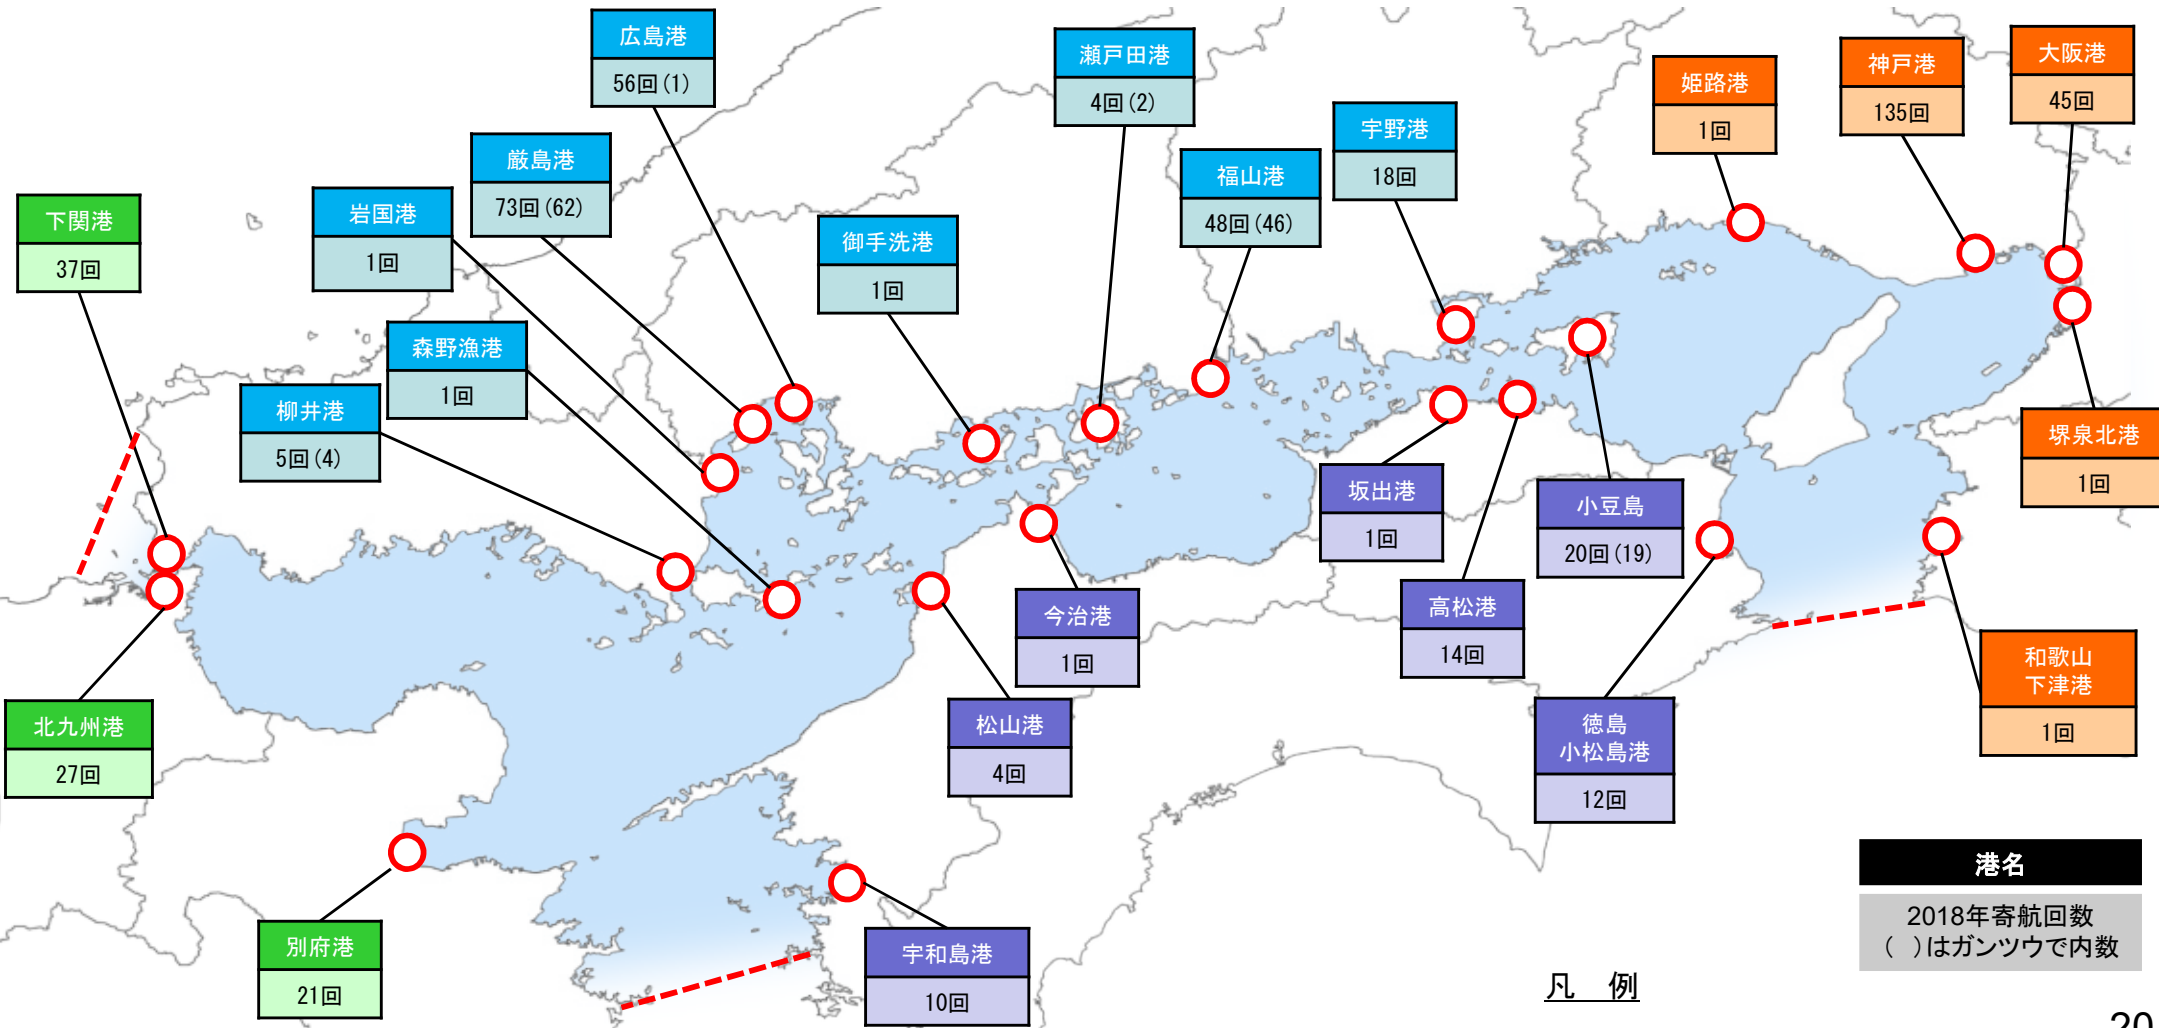 広島港
56回(1)
瀬戸田港
4回(2)
大阪港
45回
神戸港
135回
姫路港
1回
宇野港
18回
厳島港
73回(62)
福山港
48回(46)
岩国港
1回
下関港
37回
御手洗港
1回
森野漁港
1回
柳井港
5回(4)
堺泉北港
1回
坂出港
1回
小豆島
20回(19)
高松港
14回
今治港
1回
和歌山
下津港
1回
北九州港
27回
松山港
4回
徳島
小松島港
12回
別府港
21回
宇和島港
10回
港名
2018年寄航回数
( )はガンツウで内数
凡 例
20